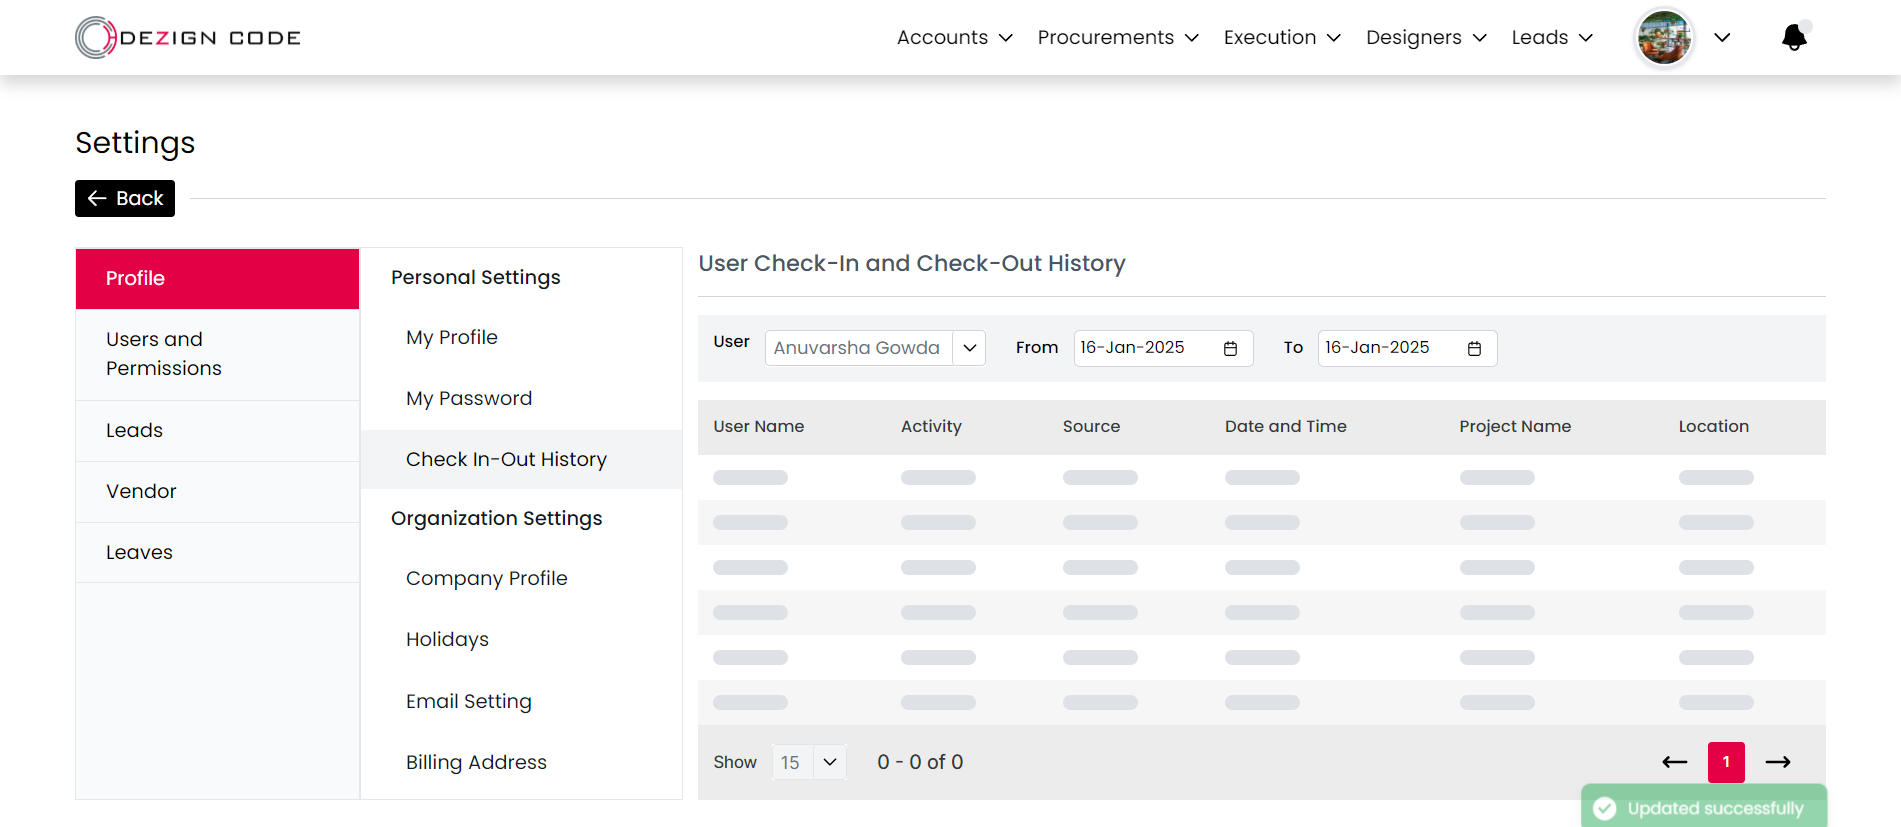 DEZIGN CODE
Accounts
Procurements
Execution
Designers
Leads
Settings
Back
Profile
Users and
Permissions
Leads
Vendor
Leaves
Personal Settings
My Profile
My Password
Check In-Out History
Organization Settings
Company Profile
Holidays
Email Setting
Billing Address
User Check-In and Check-Out History
User Anuvarsha Gowda From 16-Jan-2025 To 16-Jan-2025
User Name Activity Source Date and Time Project Name Location
Show 15 0 - 0 of 0 1
Updated successfully